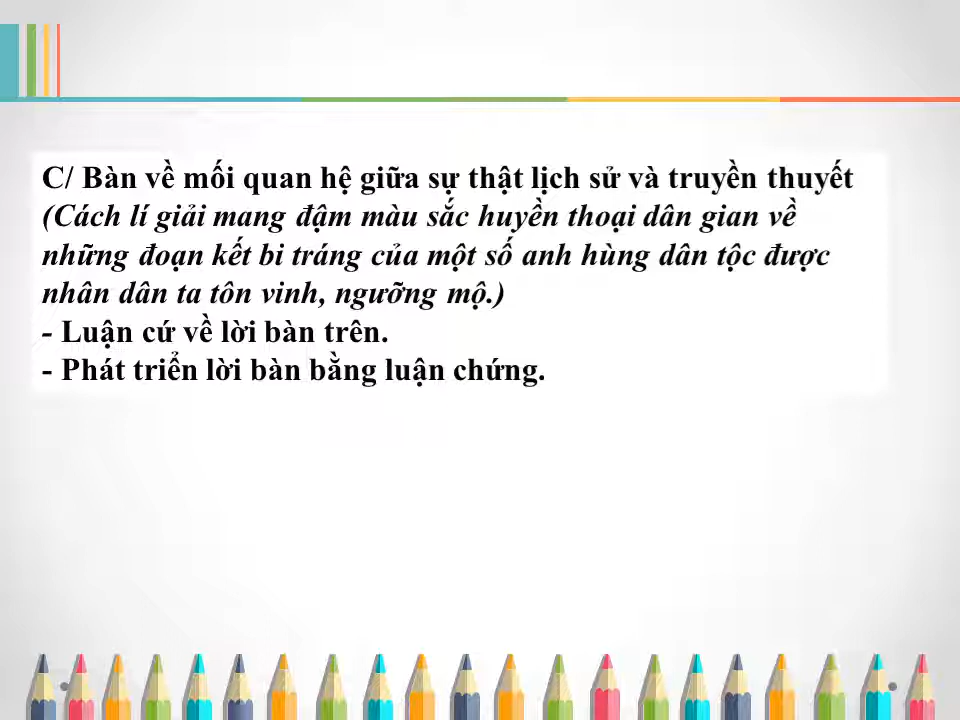 C/ Bàn về mối quan hệ giữa sự thật lịch sử và truyền thuyết
(Cách lí giải mang đậm màu sắc huyền thoại dân gian về
những đoạn kết bi tráng của một số anh hùng dân tộc được
nhân dân ta tôn vinh, ngưỡng mộ.)
- Luận cứ về lời bàn trên.
- Phát triển lời bàn bằng luận chứng.